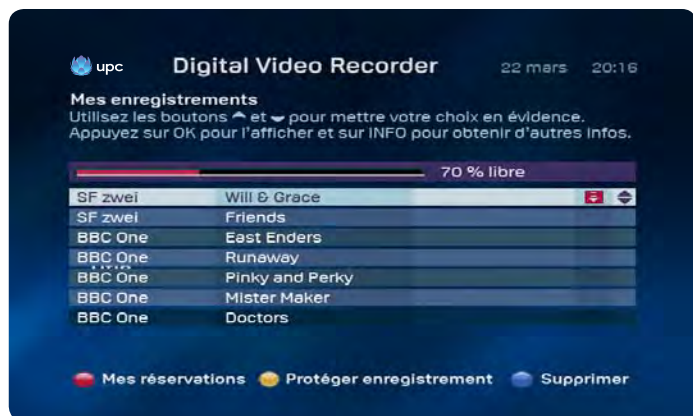 upc Digital Video Recorder 22 mars 20:16
Mes enregistrements
Utilisez les boutons et pour mettre votre choix en évidence.
Appuyez sur OK pour l'afficher et sur INFO pour obtenir d'autres infos.
70 % libre
SF zwei Will & Grace
SF zwei Friends
BBC One East Enders
BBC One Runaway
BBC One Pinky and Perky
BBC One Mister Maker
BBC One Doctors
Mes réservations Protéger enregistrement Supprimer